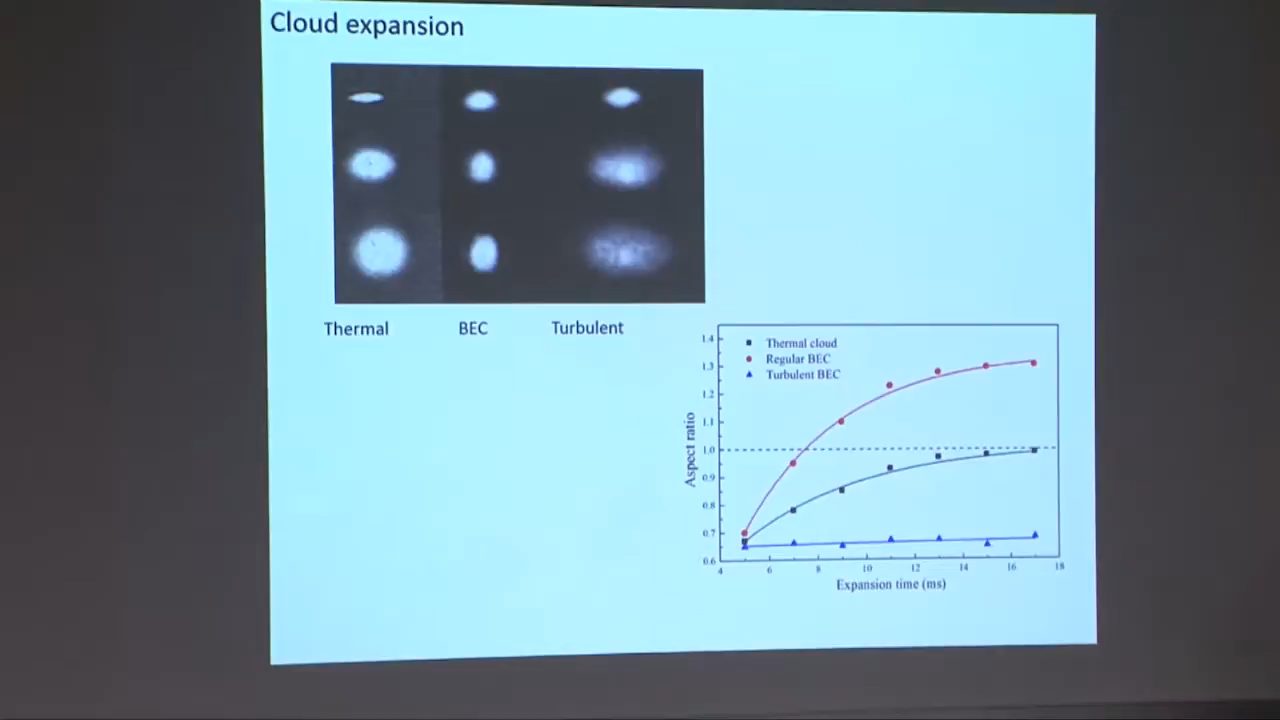 Cloud expansion
Thermal BEC Turbulent
Thermal cloud
Regular BEC
Turbulent BEC
1.4
1.3
1.2
1.1
1.0
0.9
0.8
0.7
0.6
Aspect ratio
4 6 8 10 12 14 16 18
Expansion time (ms)